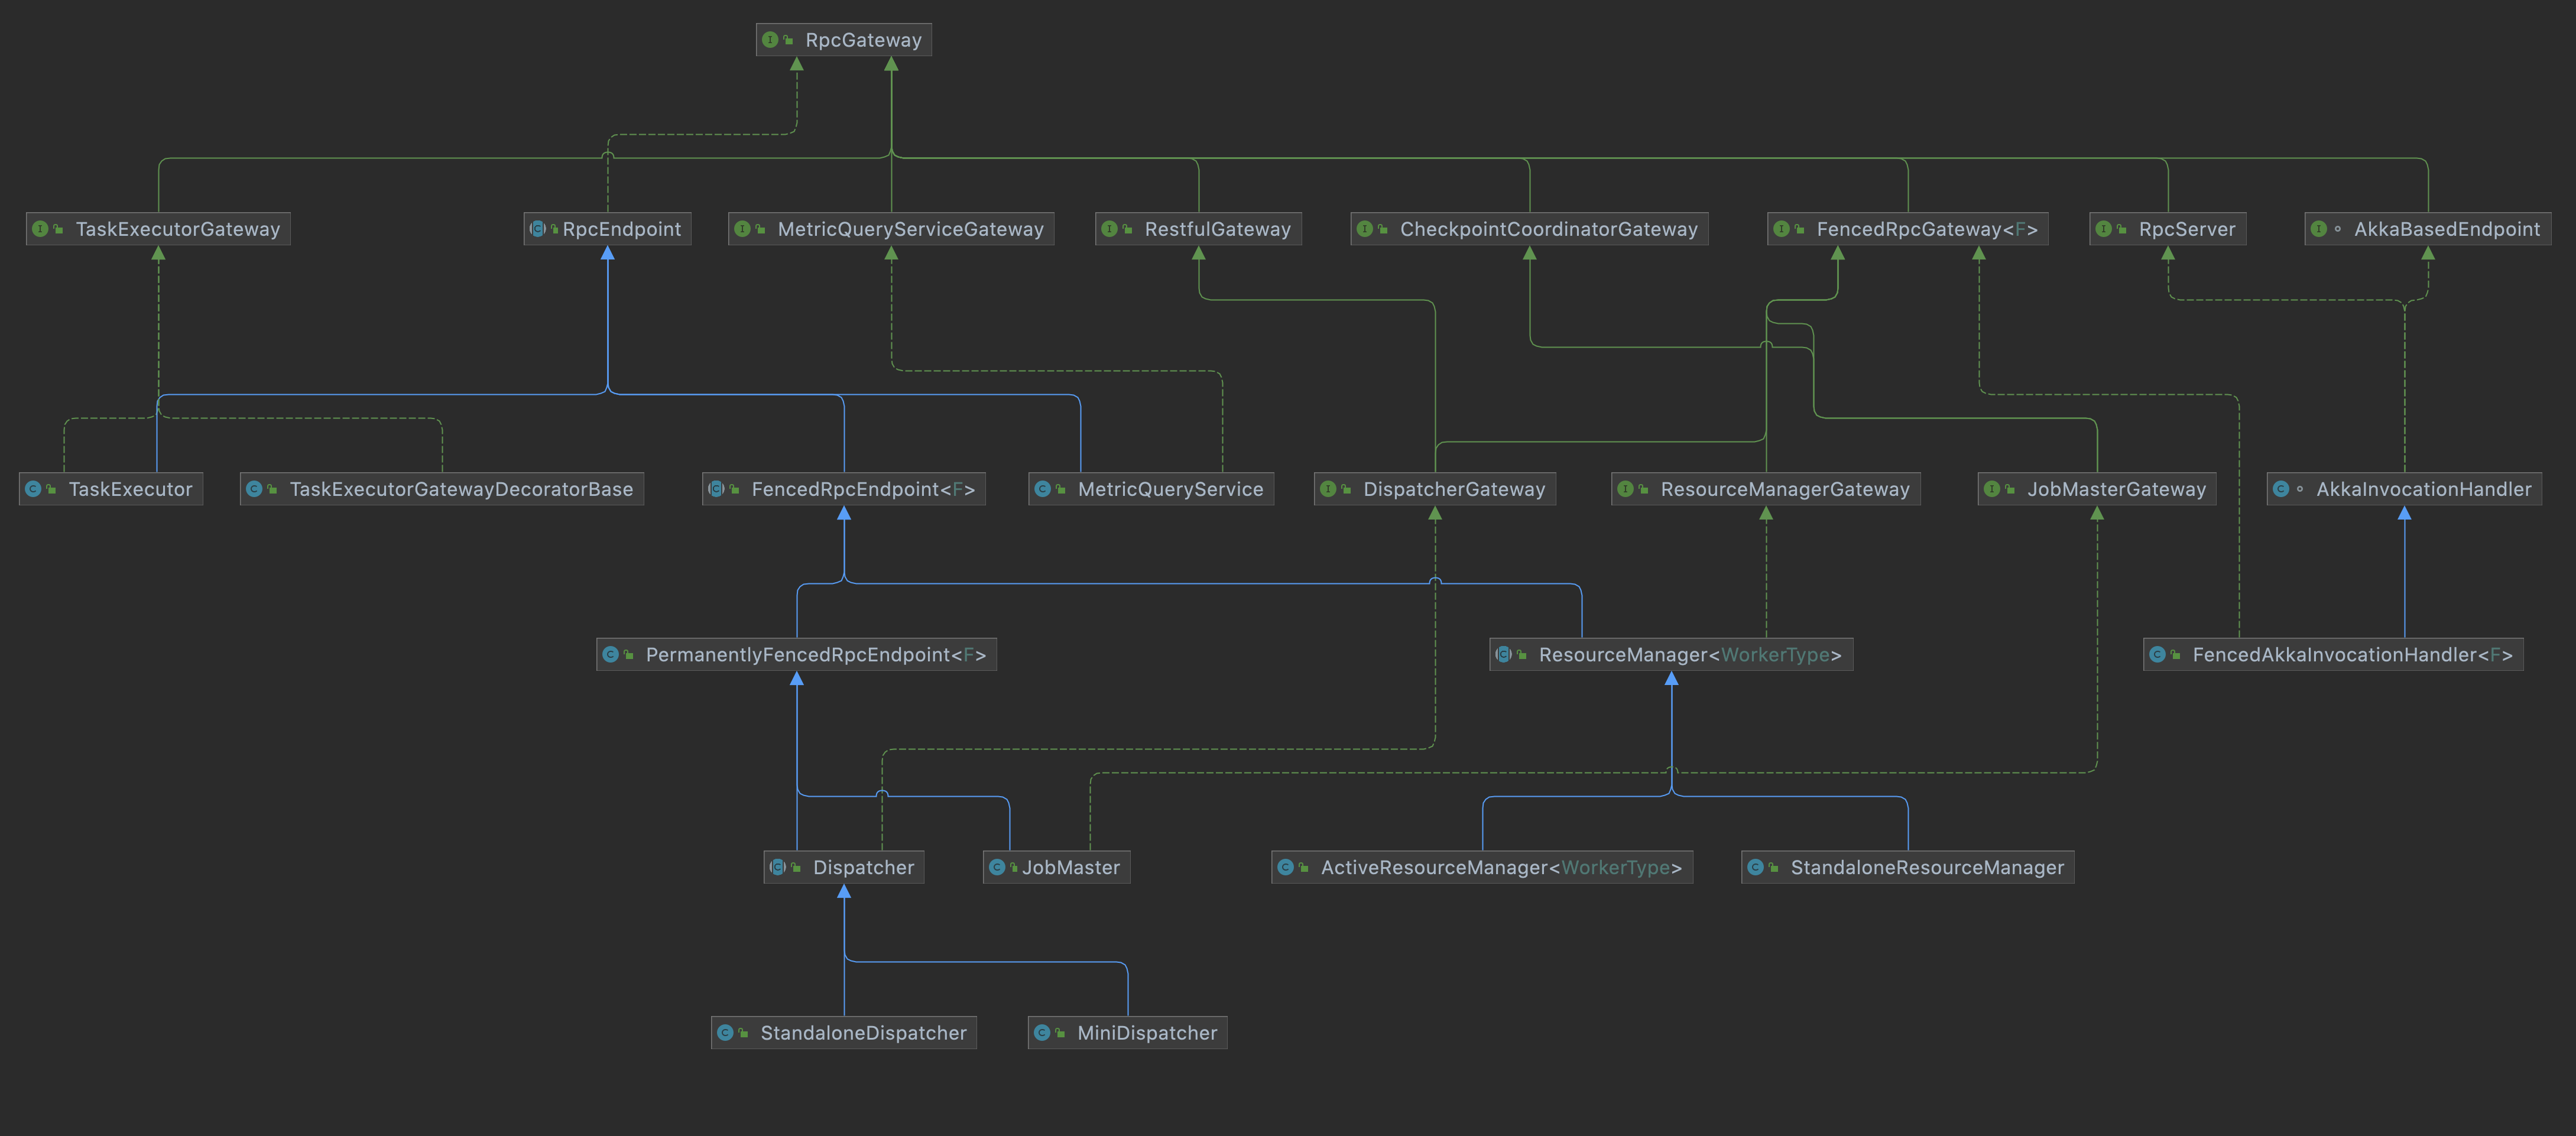 RpcGateway
TaskExecutorGateway
RpcEndpoint
MetricQueryServiceGateway
RestfulGateway
CheckpointCoordinatorGateway
FencedRpcGateway<F>
RpcServer
AkkaBasedEndpoint
TaskExecutor
TaskExecutorGatewayDecoratorBase
FencedRpcEndpoint<F>
MetricQueryService
DispatcherGateway
ResourceManagerGateway
JobMasterGateway
AkkaInvocationHandler
PermanentlyFencedRpcEndpoint<F>
ResourceManager<WorkerType>
FencedAkkaInvocationHandler<F>
Dispatcher
JobMaster
ActiveResourceManager<WorkerType>
StandaloneResourceManager
StandaloneDispatcher
MiniDispatcher